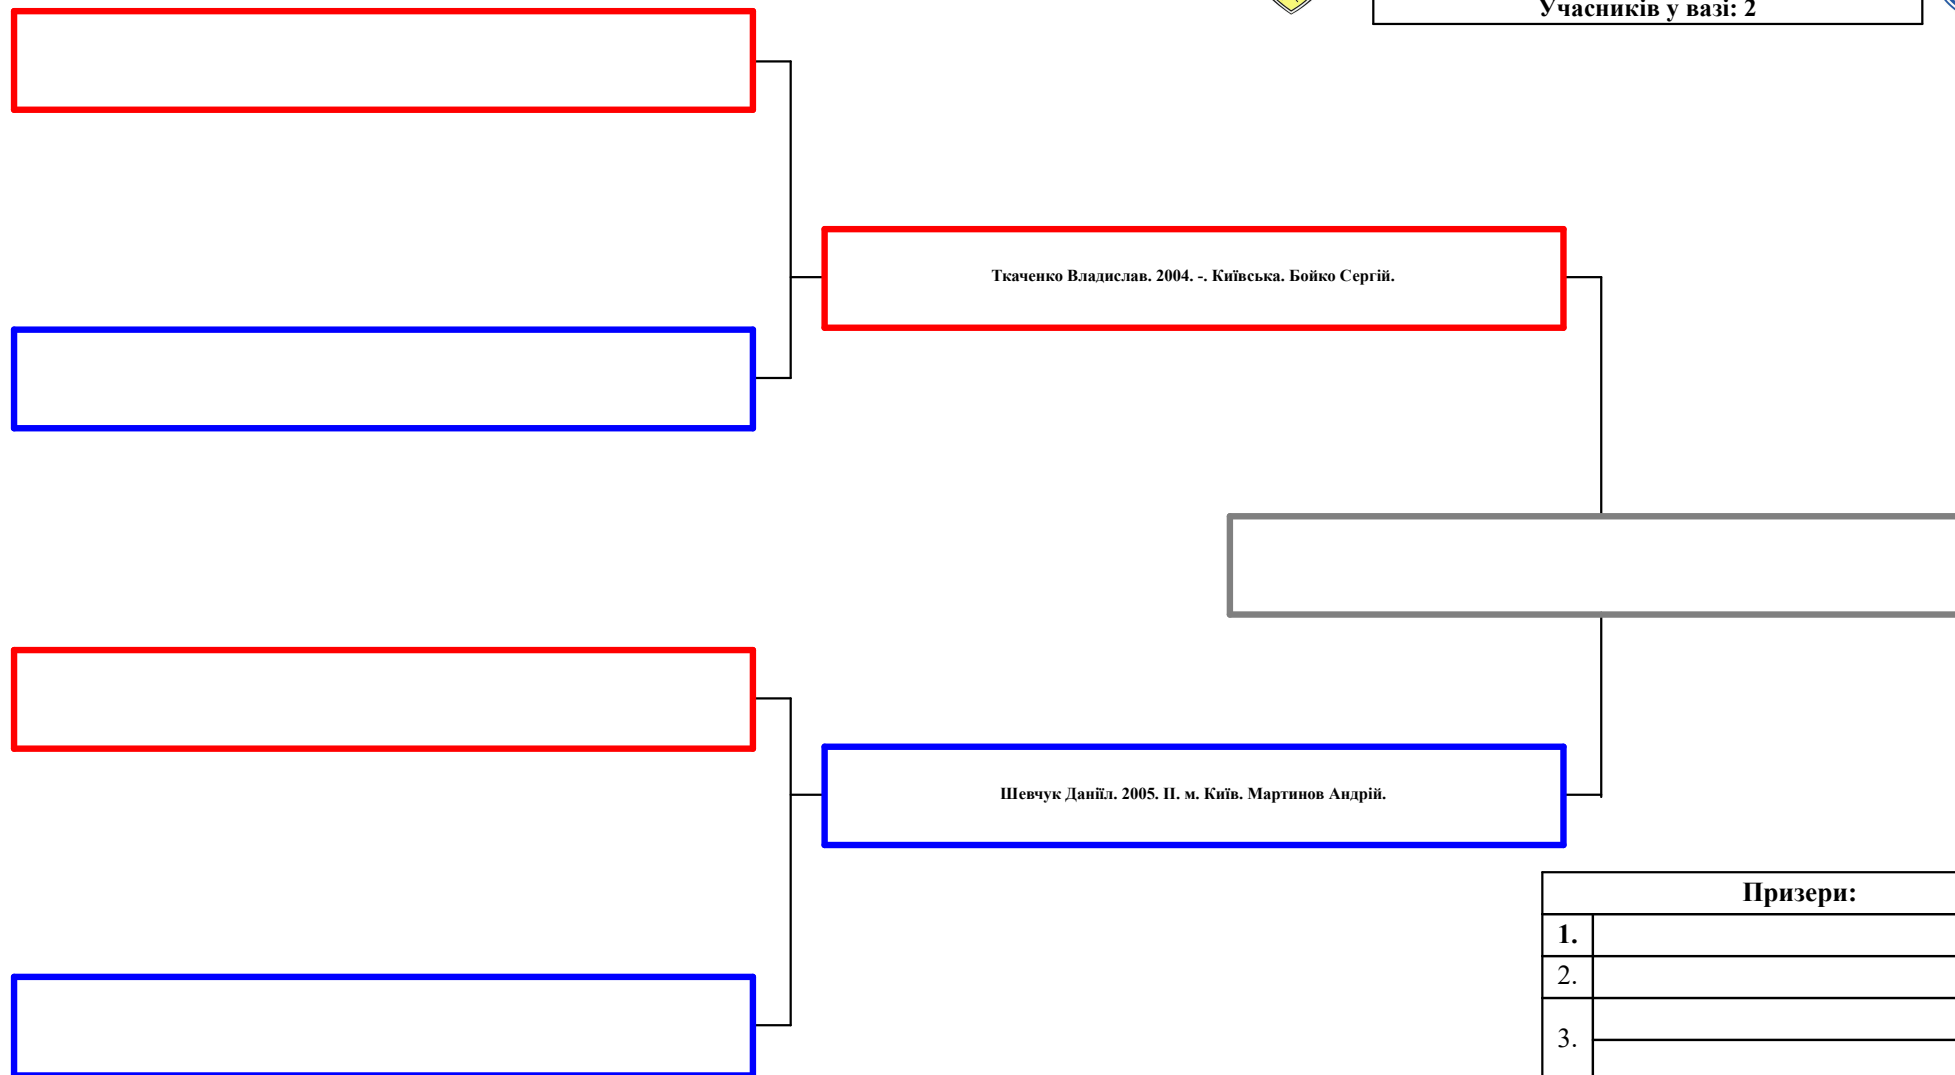 Учасників у вазі: 2
Ткаченко Владислав. 2004. -. Київська. Бойко Сергій.
Шевчук Даніїл. 2005. II. м. Київ. Мартинов Андрій.
Призери:
1.
2.
3.